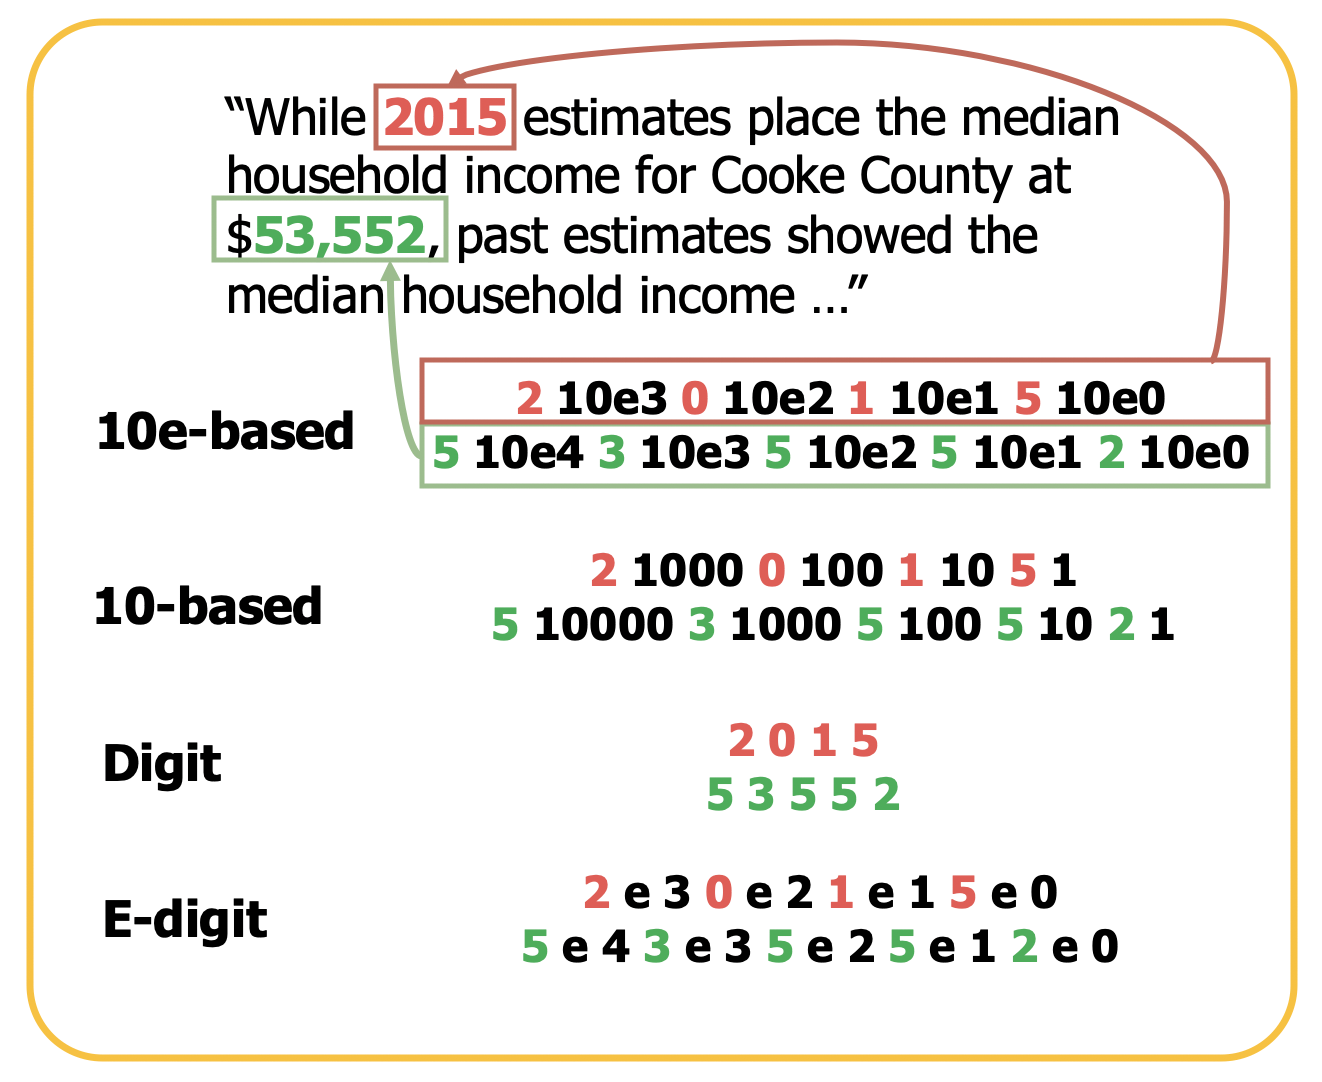 “While 2015 estimates place the median
household income for Cooke County at
$53,552, past estimates showed the
median household income ...”
10e-based
2 10e3 0 10e2 1 10e1 5 10e0
5 10e4 3 10e3 5 10e2 5 10e1 2 10e0
10-based
2 1000 0 100 1 10 5 1
5 10000 3 1000 5 100 5 10 2 1
Digit
2 0 1 5
5 3 5 5 2
E-digit
2 e 3 0 e 2 1 e 1 5 e 0
5 e 4 3 e 3 5 e 2 5 e 1 2 e 0